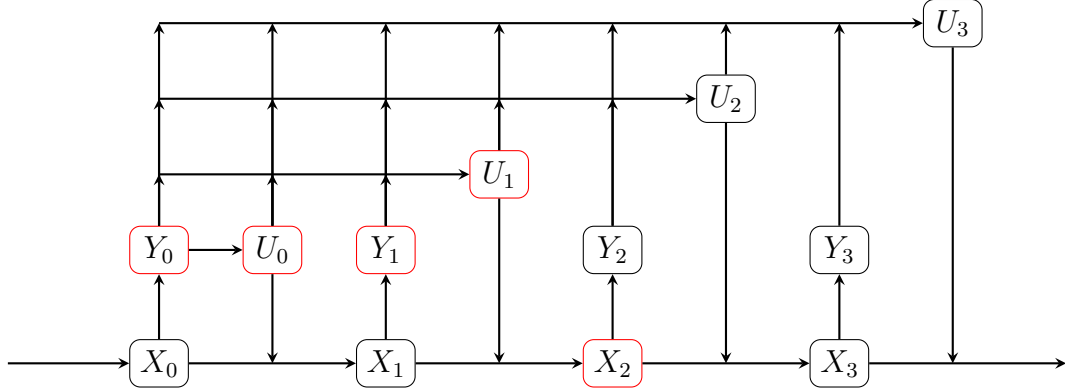 U₃
U₂
U₁
Y₀ U₀ Y₁ Y₂ Y₃
X₀ X₁ X₂ X₃